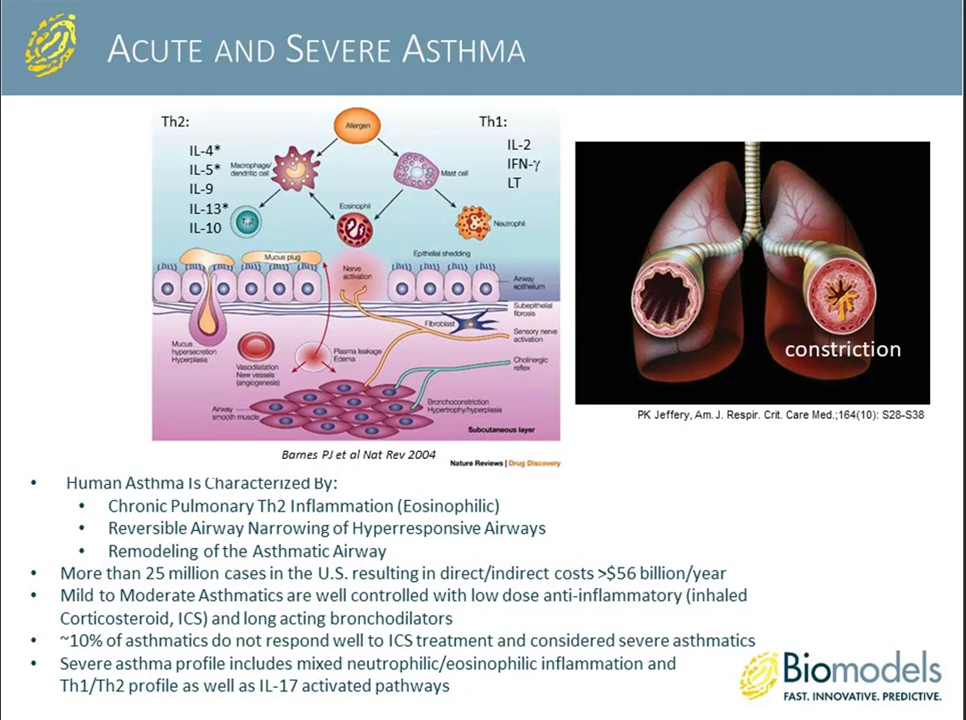 ACUTE AND SEVERE ASTHMA
Th2:
IL-4*
IL-5*
IL-9
IL-13*
IL-10
Th1:
IL-2
IFN-γ
LT
Allergen
Macrophage/
dendritic cell
Mast cell
Th2
Eosinophil
Neutrophil
Mucus plug
Epithelial shedding
Nerve
activation
Airway
epithelium
Subepithelial
fibrosis
Fibroblast
Sensory nerve
activation
Mucus
hypersecretion
Hyperplasia
Vasodilatation
New vessels
(angiogenesis)
Plasma leakage
Edema
Cholinergic
reflex
Airway
smooth muscle
Bronchoconstriction
Hypertrophy/hyperplasia
Subcutaneous layer
Barnes PJ et al Nat Rev 2004
Nature Reviews | Drug Discovery
constriction
PK Jeffery, Am. J. Respir. Crit. Care Med.;164(10): S28-S38
• Human Asthma Is Characterized By:
• Chronic Pulmonary Th2 Inflammation (Eosinophilic)
• Reversible Airway Narrowing of Hyperresponsive Airways
• Remodeling of the Asthmatic Airway
• More than 25 million cases in the U.S. resulting in direct/indirect costs >$56 billion/year
• Mild to Moderate Asthmatics are well controlled with low dose anti-inflammatory (inhaled
Corticosteroid, ICS) and long acting bronchodilators
• ~10% of asthmatics do not respond well to ICS treatment and considered severe asthmatics
• Severe asthma profile includes mixed neutrophilic/eosinophilic inflammation and
Th1/Th2 profile as well as IL-17 activated pathways
Biomodels
FAST. INNOVATIVE. PREDICTIVE.